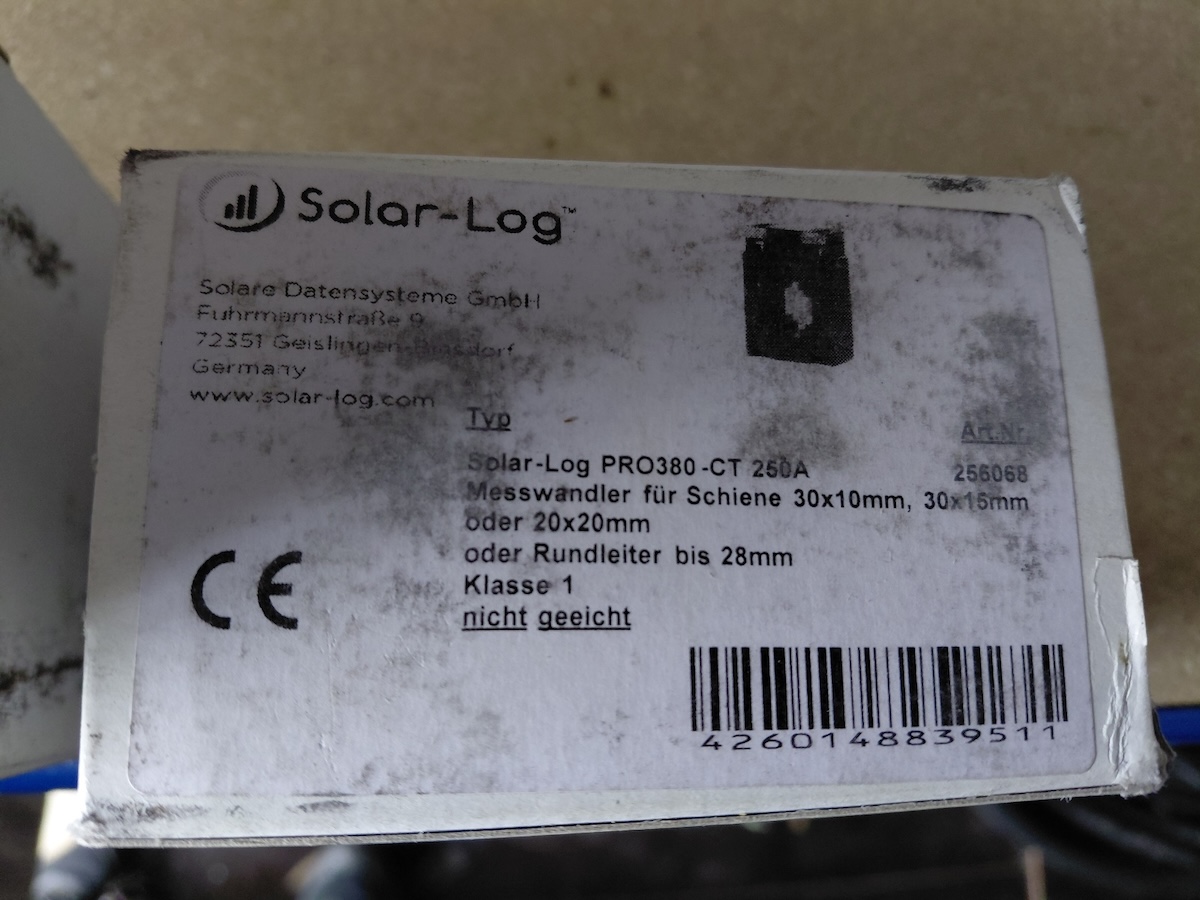 Solar-Log™
Solare Datensysteme GmbH
Fuhrmannstraße 9
72351 Geislingen-Binsdorf
Germany
www.solar-log.com
Typ
Art.Nr.
Solar-Log PRO380-CT 250A
256068
Messwandler für Schiene 30x10mm, 30x15mm
oder 20x20mm
oder Rundleiter bis 28mm
Klasse 1
nicht geeicht
CE
4260148839511